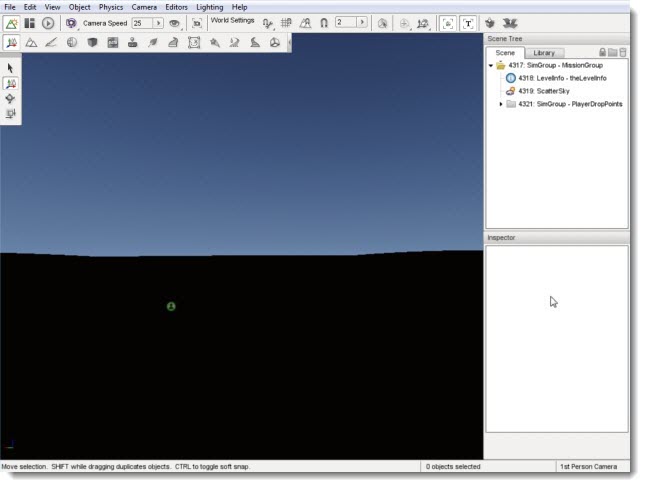 File Edit View Object Physics Camera Editors Lighting Help
Camera Speed 25 World Settings 2 T
Scene Tree
Scene Library
4317: SimGroup - MissionGroup
4318: LevelInfo - theLevelInfo
4319: ScatterSky
4321: SimGroup - PlayerDropPoints
Inspector
Move selection. SHIFT while dragging duplicates objects. CTRL to toggle soft snap. 0 objects selected 1st Person Camera